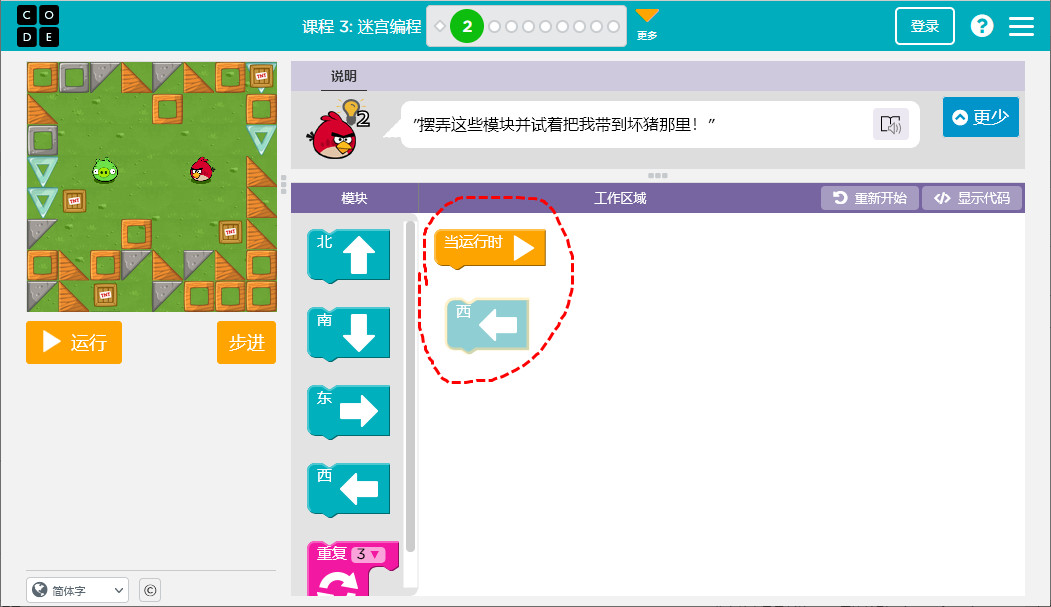 C O
D E
课程 3: 迷宫编程
2
更多
登录
?
说明
2
"摆弄这些模块并试着把我带到坏猪那里！"
更少
模块
工作区域
重新开始
显示代码
TNT
TNT
TNT
TNT
北
南
东
西
重复 3
当运行时
西
运行
步进
简体字
©